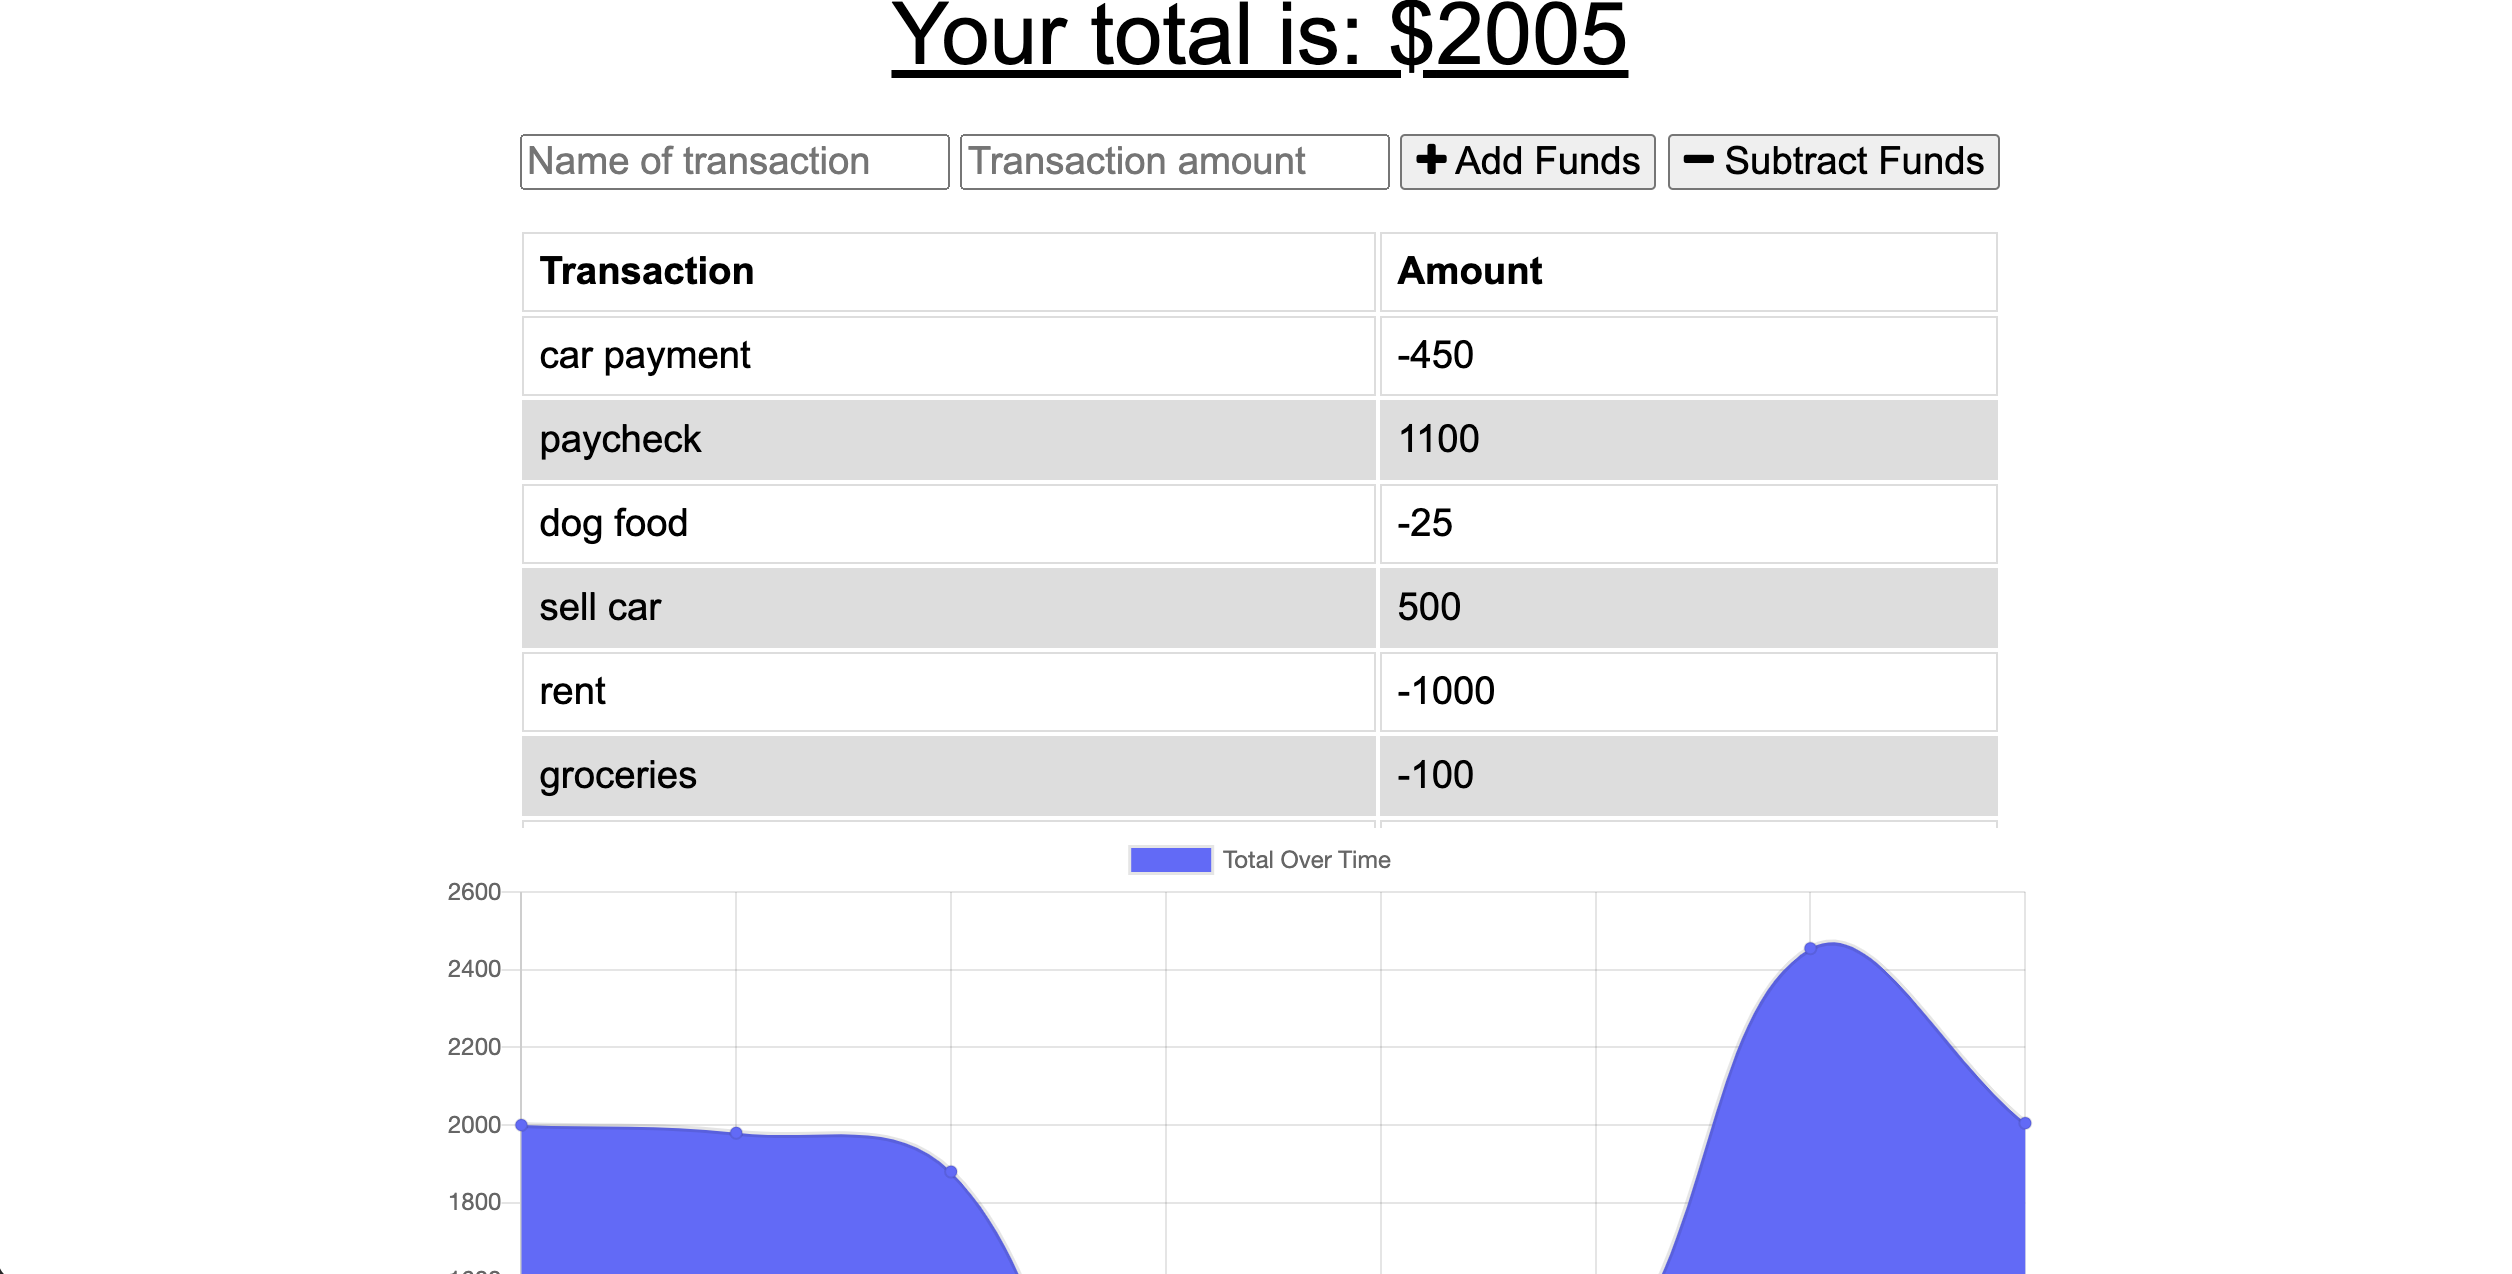 Your total is: $2005
Name of transaction Transaction amount Add Funds Subtract Funds
Transaction Amount
car payment -450
paycheck 1100
dog food -25
sell car 500
rent -1000
groceries -100
Total Over Time
2600
2400
2200
2000
1800